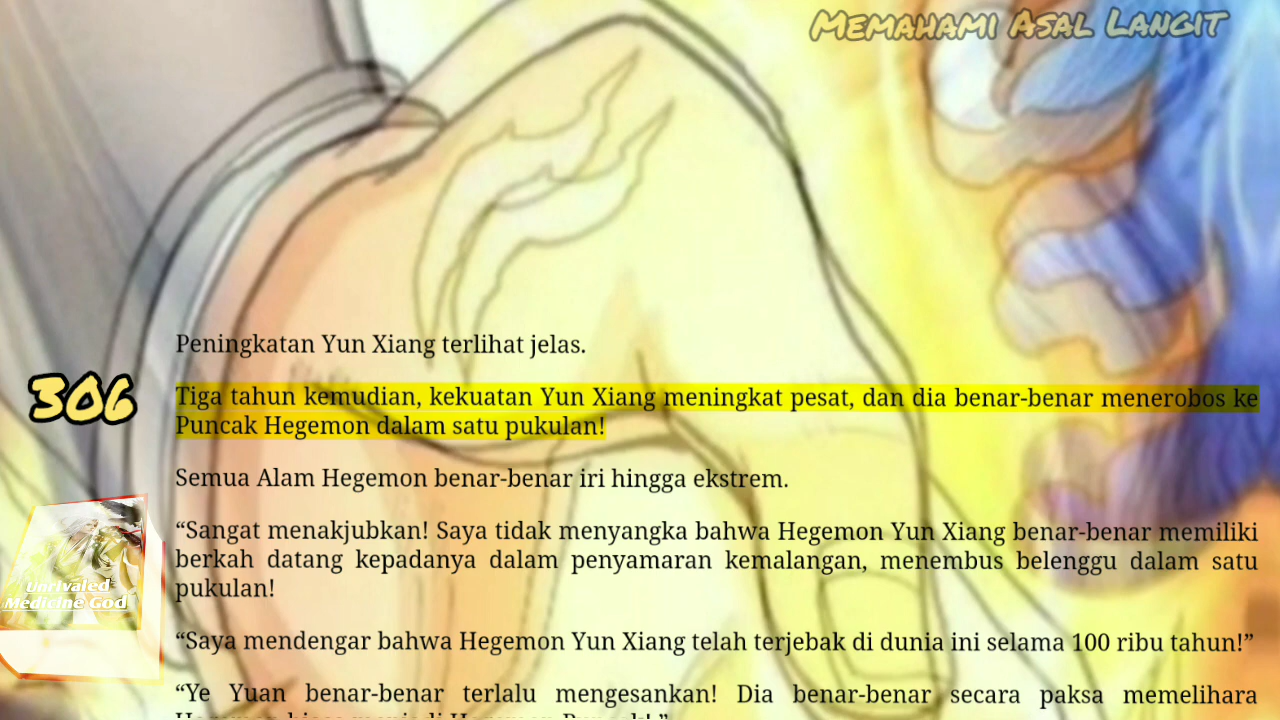 Memahami Asal Langit
Peningkatan Yun Xiang terlihat jelas.
306
Tiga tahun kemudian, kekuatan Yun Xiang meningkat pesat, dan dia benar-benar menerobos ke
Puncak Hegemon dalam satu pukulan!
Semua Alam Hegemon benar-benar iri hingga ekstrem.
“Sangat menakjubkan! Saya tidak menyangka bahwa Hegemon Yun Xiang benar-benar memiliki
berkah datang kepadanya dalam penyamaran kemalangan, menembus belenggu dalam satu
pukulan!
Unrivaled
Medicine God
“Saya mendengar bahwa Hegemon Yun Xiang telah terjebak di dunia ini selama 100 ribu tahun!”
“Ye Yuan benar-benar terlalu mengesankan! Dia benar-benar secara paksa memelihara